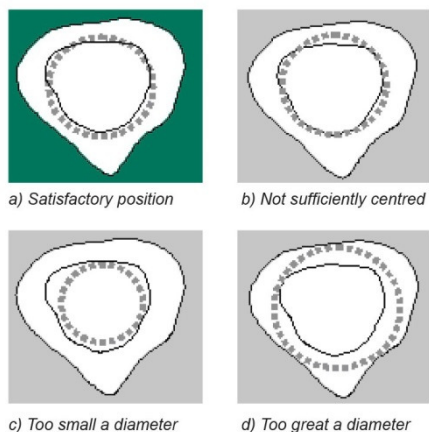 a) Satisfactory position
b) Not sufficiently centred
c) Too small a diameter
d) Too great a diameter